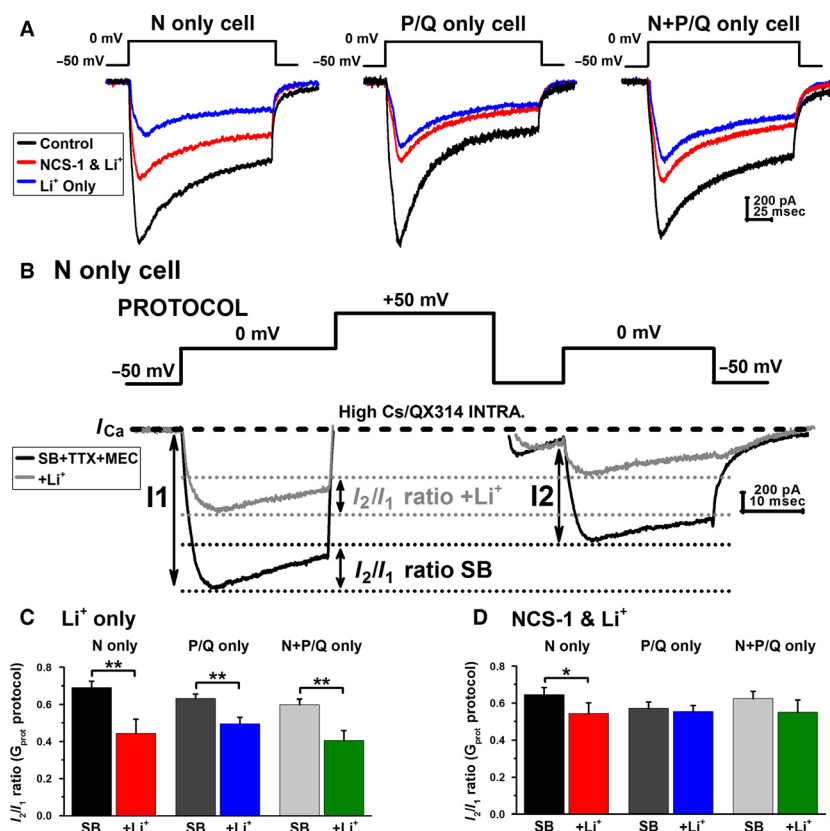 A
N only cell
P/Q only cell
N+P/Q only cell
0 mV
–50 mV
0 mV
–50 mV
0 mV
–50 mV
Control
NCS-1 & Li+
Li+ Only
200 pA
25 msec
B N only cell
PROTOCOL
+50 mV
0 mV
0 mV
–50 mV
–50 mV
High Cs/QX314 INTRA.
ICa
SB+TTX+MEC
+Li+
I1
I2/I1 ratio +Li+
I2
200 pA
10 msec
I2/I1 ratio SB
C Li+ only
N only P/Q only N+P/Q only
I2/I1 ratio (Gprot protocol)
0.8
0.6
0.4
0.2
0.0
** ** **
SB +Li+ SB +Li+ SB +Li+
D NCS-1 & Li+
N only P/Q only N+P/Q only
I2/I1 ratio (Gprot protocol)
0.8
0.6
0.4
0.2
0.0
*
SB +Li+ SB +Li+ SB +Li+